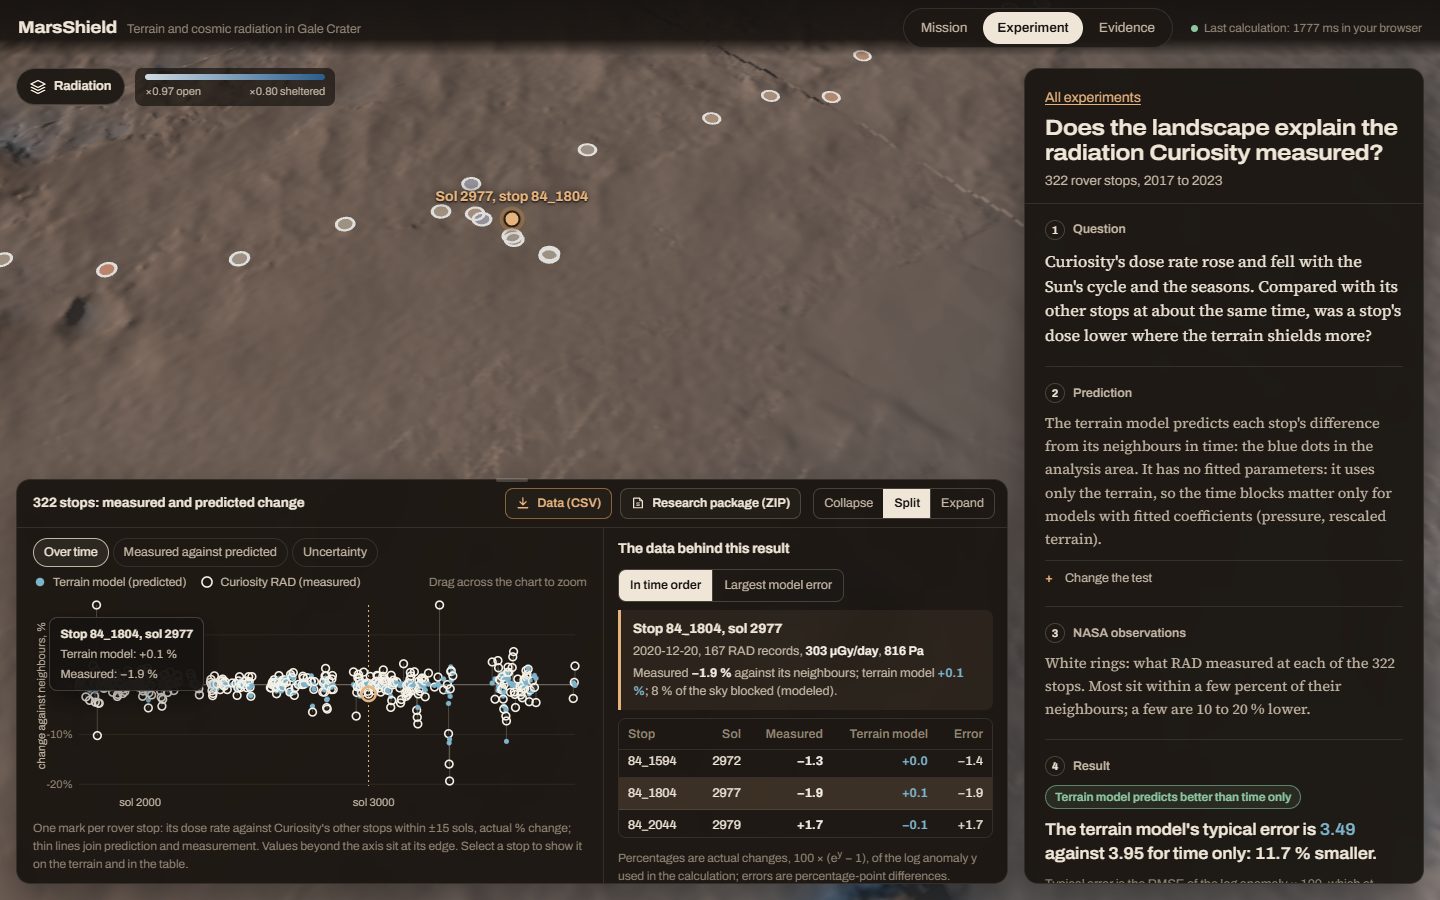 MarsShield Terrain and cosmic radiation in Gale Crater
Mission Experiment Evidence
Last calculation: 1777 ms in your browser
Radiation
×0.97 open ×0.80 sheltered
Sol 2977, stop 84_1804
All experiments
Does the landscape explain the
radiation Curiosity measured?
322 rover stops, 2017 to 2023
1 Question
Curiosity's dose rate rose and fell with the
Sun's cycle and the seasons. Compared with its
other stops at about the same time, was a stop's
dose lower where the terrain shields more?
2 Prediction
The terrain model predicts each stop's difference
from its neighbours in time: the blue dots in the
analysis area. It has no fitted parameters: it uses
only the terrain, so the time blocks matter only for
models with fitted coefficients (pressure, rescaled
terrain).
+ Change the test
3 NASA observations
White rings: what RAD measured at each of the 322
stops. Most sit within a few percent of their
neighbours; a few are 10 to 20 % lower.
4 Result
Terrain model predicts better than time only
The terrain model's typical error is 3.49
against 3.95 for time only: 11.7 % smaller.
Typical error is the RMSE of the log anomaly × 100, which at
322 stops: measured and predicted change
Data (CSV) Research package (ZIP) Collapse Split Expand
Over time Measured against predicted Uncertainty
Terrain model (predicted) Curiosity RAD (measured) Drag across the chart to zoom
change against neighbours, %
Stop 84_1804, sol 2977
Terrain model: +0.1 %
Measured: −1.9 %
-10%
-20%
sol 2000 sol 3000
One mark per rover stop: its dose rate against Curiosity's other stops within ±15 sols, actual % change;
thin lines join prediction and measurement. Values beyond the axis sit at its edge. Select a stop to show it
on the terrain and in the table.
The data behind this result
In time order Largest model error
Stop 84_1804, sol 2977
2020-12-20, 167 RAD records, 303 µGy/day, 816 Pa
Measured −1.9 % against its neighbours; terrain model +0.1
%; 8 % of the sky blocked (modeled).
Stop Sol Measured Terrain model Error
84_1594 2972 −1.3 +0.0 −1.4
84_1804 2977 −1.9 +0.1 −1.9
84_2044 2979 +1.7 −0.1 +1.7
Percentages are actual changes, 100 × (e^y − 1), of the log anomaly y
used in the calculation; errors are percentage-point differences.